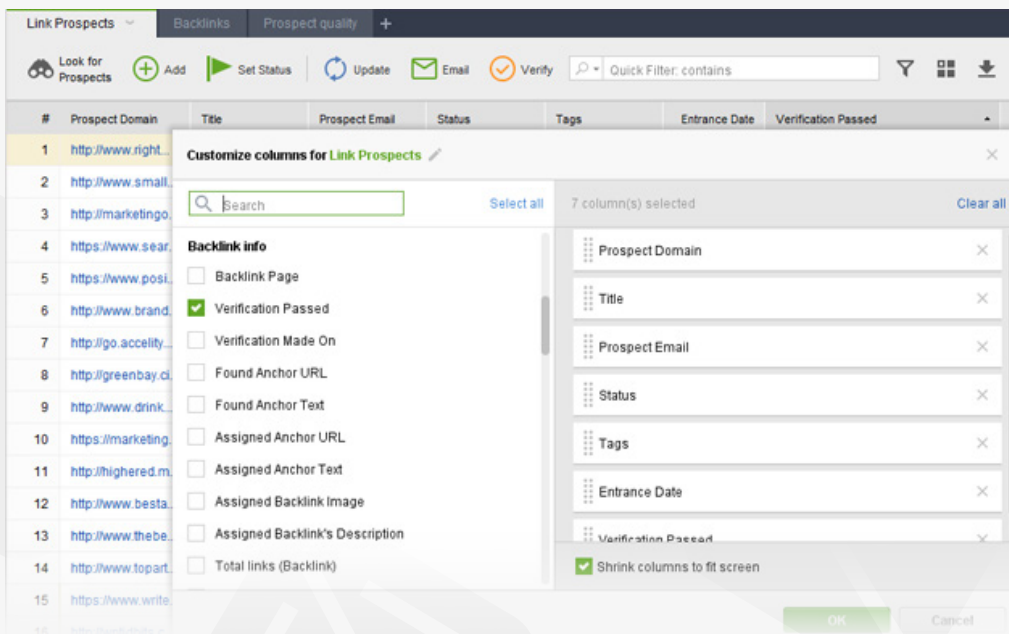 Link Prospects
Backlinks
Prospect quality
+
Look for
Prospects
Add
Set Status
Update
Email
Verify
Quick Filter: contains
# Prospect Domain Title Prospect Email Status Tags Entrance Date Verification Passed
1 http://www.right...
2 http://www.small...
3 http://marketingo.
4 https://www.sear.
5 https://www.posi..
6 http://www.brand.
7 http://go.accelity...
8 http://greenbay.ci.
9 http://www.drink...
10 https://marketing.
11 http://highered.m.
12 http://www.besta..
13 http://www.thebe..
14 http://www.topart.
15 https://www.write.
16
Customize columns for Link Prospects
Search
Select all
Backlink info
Backlink Page
Verification Passed
Verification Made On
Found Anchor URL
Found Anchor Text
Assigned Anchor URL
Assigned Anchor Text
Assigned Backlink Image
Assigned Backlink's Description
Total links (Backlink)
7 column(s) selected
Clear all
Prospect Domain
Title
Prospect Email
Status
Tags
Entrance Date
Verification Passed
Shrink columns to fit screen
OK
Cancel